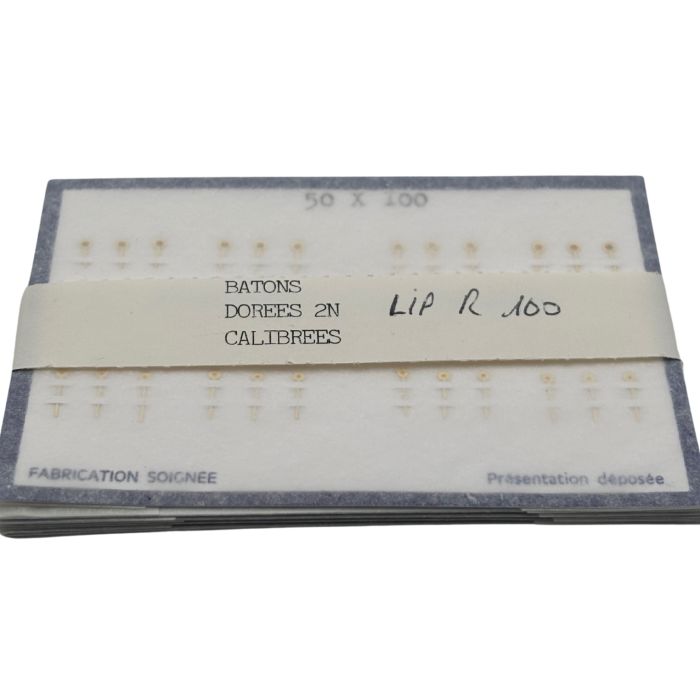 50 X 100
BATONS
DOREES 2N
CALIBREES
LIP R 100
FABRICATION SOIGNEE
Présentation déposée